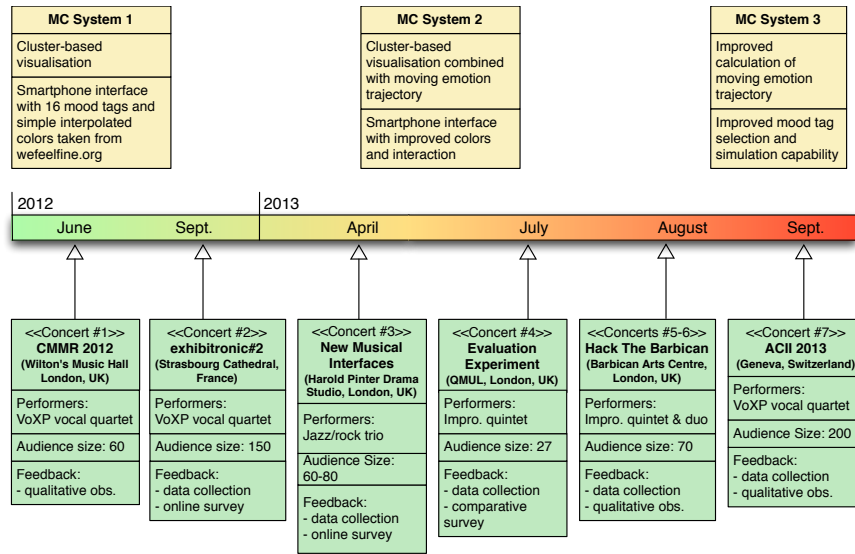 MC System 1
Cluster-based
visualisation
Smartphone interface
with 16 mood tags and
simple interpolated
colors taken from
wefeelfine.org
MC System 2
Cluster-based
visualisation combined
with moving emotion
trajectory
Smartphone interface
with improved colors
and interaction
MC System 3
Improved
calculation of
moving emotion
trajectory
Improved mood tag
selection and
simulation capability
2012
2013
June
Sept.
April
July
August
Sept.
<<Concert #1>>
CMMR 2012
(Wilton's Music Hall
London, UK)
Performers:
VoXP vocal quartet
Audience size: 60
Feedback:
- qualitative obs.
<<Concert #2>>
exhibitronic#2
(Strasbourg Cathedral,
France)
Performers:
VoXP vocal quartet
Audience size: 150
Feedback:
- data collection
- online survey
<<Concert #3>>
New Musical
Interfaces
(Harold Pinter Drama
Studio, London, UK)
Performers:
Jazz/rock trio
Audience Size:
60-80
Feedback:
- data collection
- online survey
<<Concert #4>>
Evaluation
Experiment
(QMUL, London, UK)
Performers:
Impro. quintet
Audience size: 27
Feedback:
- data collection
- comparative
survey
<<Concerts #5-6>>
Hack The Barbican
(Barbican Arts Centre,
London, UK)
Performers:
Impro. quintet & duo
Audience size: 70
Feedback:
- data collection
- qualitative obs.
<<Concert #7>>
ACII 2013
(Geneva, Switzerland)
Performers:
VoXP vocal quartet
Audience size: 200
Feedback:
- data collection
- qualitative obs.